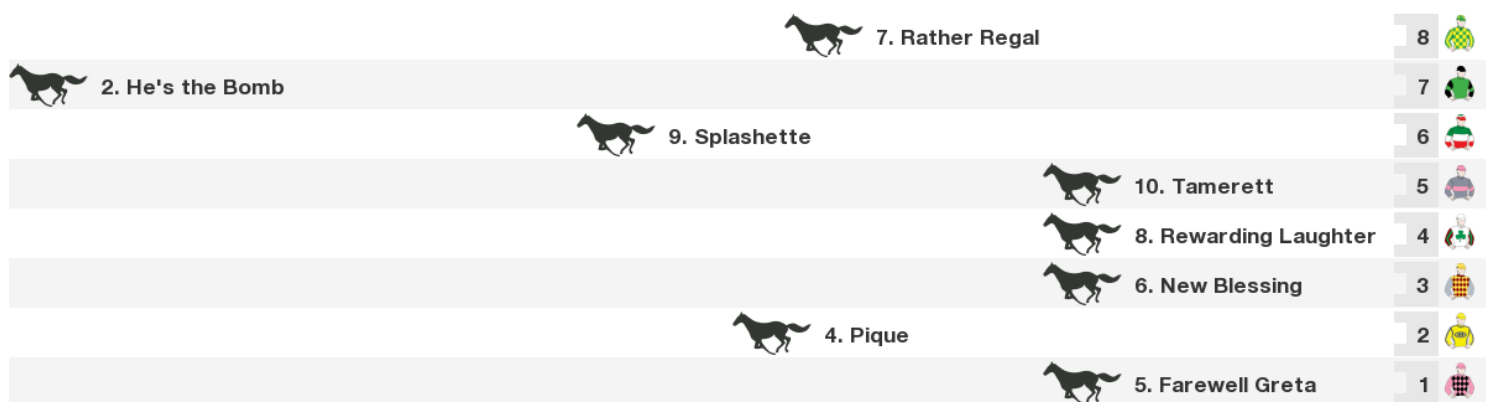 7. Rather Regal 8
2. He's the Bomb 7
9. Splashette 6
10. Tamerett 5
8. Rewarding Laughter 4
6. New Blessing 3
4. Pique 2
5. Farewell Greta 1